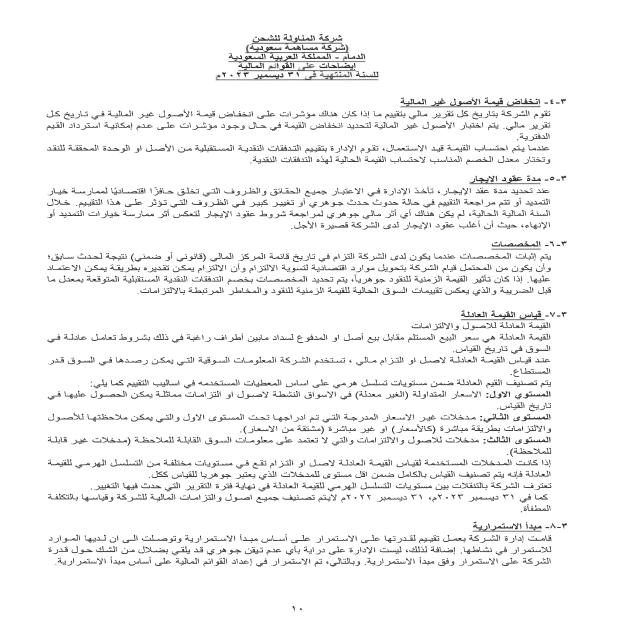 شركة المناولة للشحن
(شركة مساهمة سعودية)
الدمام - المملكة العربية السعودية
إيضاحات على القوائم المالية
للسنة المنتهية في ٣١ ديسمبر ٢٠٢٣م
٣-٤- إنخفاض قيمة الأصول غير المالية
تقوم الشركة بتاريخ كل تقرير مالي بتقييم ما إذا كان هناك مؤشرات على انخفاض قيمة الأصول غير المالية في تاريخ كل
تقرير مالي. يتم اختبار الأصول غير المالية لتحديد انخفاض القيمة في حال وجود مؤشرات على عدم إمكانية استرداد القيم
الدفترية.
عندما يتم احتساب القيمة قيد الاستعمال، تقوم الإدارة بتقييم التدفقات النقدية المستقبلية من الأصل او الوحدة المحققة للنقد
وتختار معدل الخصم المناسب لاحتساب القيمة الحالية لهذه التدفقات النقدية.
٣-٥- مدة عقود الإيجار
عند تحديد مدة عقد الإيجار، تأخذ الإدارة في الاعتبار جميع الحقائق والظروف التي تخلق حافزًا اقتصاديًا لممارسة خيار
التمديد أو تتم مراجعة التقييم في حالة حدوث حدث جوهري أو تغيير كبير في الظروف التي تؤثر على هذا التقييم. خلال
السنة المالية الحالية، لم يكن هناك أي أثر مالي جوهري لمراجعة شروط عقود الإيجار لتعكس أثر ممارسة خيارات التمديد أو
الإنهاء، حيث أن أغلب عقود الإيجار لدى الشركة قصيرة الأجل.
٣-٦- المخصصات
يتم إثبات المخصصات عندما يكون لدى الشركة التزام في تاريخ قائمة المركز المالي (قانوني أو ضمني) نتيجة لحدث سابق؛
وأن يكون من المحتمل قيام الشركة بتحويل موارد اقتصادية لتسوية الالتزام وأن الالتزام يمكن تقديره بطريقة يمكن الاعتماد
عليها. إذا كان تأثير القيمة الزمنية للنقود جوهرياً، يتم تحديد المخصصات بخصم التدفقات النقدية المستقبلية المتوقعة بمعدل ما
قبل الضريبة والذي يعكس تقييمات السوق الحالية للقيمة الزمنية للنقود والمخاطر المرتبطة بالالتزامات.
٣-٧- قياس القيمة العادلة
القيمة العادلة للاصول والالتزامات
القيمة العادلة هي سعر البيع المستلم مقابل بيع أصل او المدفوع لسداد مابين أطراف راغبة في ذلك بشروط تعامل عادلة في
السوق في تاريخ القياس.
عند قياس القيمة العادلة لاصل او التزام مالي ، تستخدم الشركة المعلومات السوقية التي يمكن رصدها في السوق قدر
المستطاع.
يتم تصنيف القيم العادلة ضمن مستويات تسلسل هرمي على اساس المعطيات المستخدمه في اساليب التقييم كما يلي:
المستوى الاول: الاسعار المتداولة (الغير معدلة) في الاسواق النشطة لاصول او التزامات مماثلة يمكن الحصول عليها في
تاريخ القياس.
المستوى الثاني: مدخلات غير الاسعار المدرجة التي تم ادراجها تحت المستوى الاول والتي يمكن ملاحظتها للأصول
والالتزامات بطريقة مباشرة (كالأسعار) او غير مباشرة (مشتقة من الاسعار).
المستوى الثالث: مدخلات للأصول والالتزامات والتي لا تعتمد على معلومات السوق القابلة للملاحظة (مدخلات غير قابلة
للملاحظة).
إذا كانت المدخلات المستخدمة لقياس القيمة العادلة لاصل او التزام تقع في مستويات مختلفة من التسلسل الهرمي للقيمة
العادلة فإنه يتم تصنيف القياس بالكامل ضمن اقل مستوى للمدخلات الذي يعتبر جوهريا للقياس ككل.
تعترف الشركة بالتنقلات بين مستويات التسلسل الهرمي للقيمة العادلة في نهاية فترة التقرير التي حدث فيها التغيير.
كما في ٣١ ديسمبر ٢٠٢٣م، ٣١ ديسمبر ٢٠٢٢م لايتم تصنيف جميع اصول والتزامات المالية للشركة وقياسها بالتكلفة
المطفأة.
٣-٨- مبدأ الاستمرارية
قامت إدارة الشركة بعمل تقييم لقدرتها على الاستمرار على أساس مبدأ الاستمرارية وتوصلت الى ان لديها الموارد
للاستمرار في نشاطها. إضافة لذلك، ليست الإدارة على دراية بأي عدم تيقن جوهري قد يلقي بضلال من الشك حول قدرة
الشركة على الاستمرار وفق مبدأ الاستمرارية. وبالتالي، تم الاستمرار في إعداد القوائم المالية على أساس مبدأ الاستمرارية.
١٠